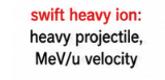 swift heavy ion:
heavy projectile,
MeV/u velocity